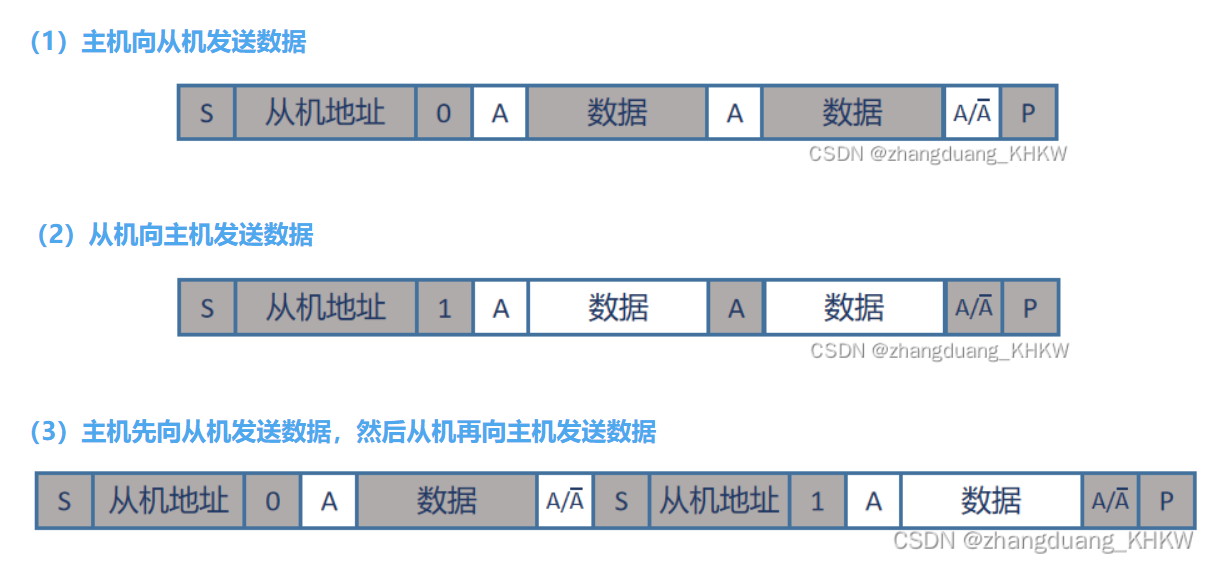 （1）主机向从机发送数据
S 从机地址 0 A 数据 A 数据 A/A̅ P
CSDN @zhangduang_KHKW
（2）从机向主机发送数据
S 从机地址 1 A 数据 A 数据 A/A̅ P
CSDN @zhangduang_KHKW
（3）主机先向从机发送数据，然后从机再向主机发送数据
S 从机地址 0 A 数据 A/A̅ S 从机地址 1 A 数据 A/A̅ P
CSDN @zhangduang_KHKW